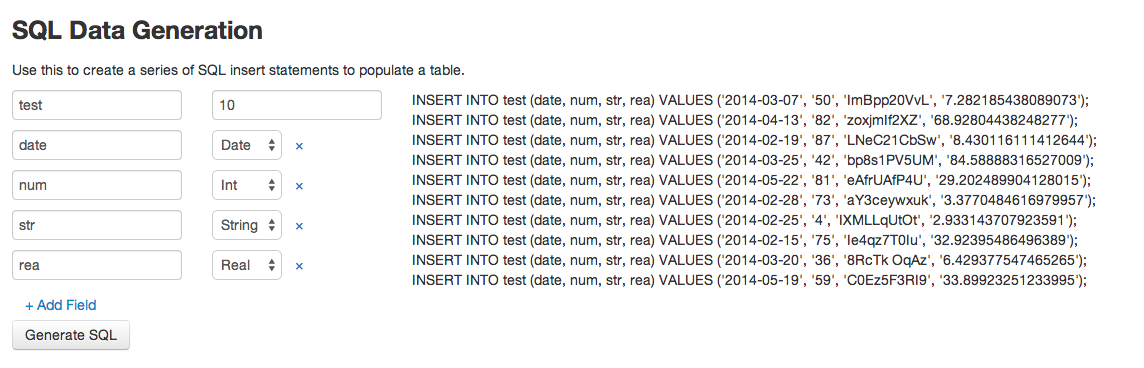 SQL Data Generation
Use this to create a series of SQL insert statements to populate a table.
test 10
date Date ×
num Int ×
str String ×
rea Real ×
+ Add Field
Generate SQL
INSERT INTO test (date, num, str, rea) VALUES ('2014-03-07', '50', 'ImBpp20VvL', '7.282185438089073');
INSERT INTO test (date, num, str, rea) VALUES ('2014-04-13', '82', 'zoxjmIf2XZ', '68.92804438248277');
INSERT INTO test (date, num, str, rea) VALUES ('2014-02-19', '87', 'LNeC21CbSw', '8.430116111412644');
INSERT INTO test (date, num, str, rea) VALUES ('2014-03-25', '42', 'bp8s1PV5UM', '84.58888316527009');
INSERT INTO test (date, num, str, rea) VALUES ('2014-05-22', '81', 'eAfrUAfP4U', '29.202489904128015');
INSERT INTO test (date, num, str, rea) VALUES ('2014-02-28', '73', 'aY3ceywxuk', '3.3770484616979957');
INSERT INTO test (date, num, str, rea) VALUES ('2014-02-25', '4', 'IXMLLqUtOt', '2.933143707923591');
INSERT INTO test (date, num, str, rea) VALUES ('2014-02-15', '75', 'Ie4qz7T0Iu', '32.92395486496389');
INSERT INTO test (date, num, str, rea) VALUES ('2014-03-20', '36', '8RcTk OqAz', '6.429377547465265');
INSERT INTO test (date, num, str, rea) VALUES ('2014-05-19', '59', 'C0Ez5F3RI9', '33.89923251233995');